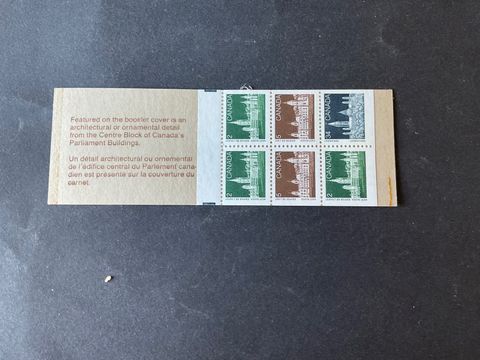 Featured on the booklet cover is an
architectural or ornamental detail
from the Centre Block of Canada's
Parliament Buildings.
Un détail architectural ou ornemental
de l'édifice central du Parlement cana-
dien est présente sur la couverture du
carnet.
2 CANADA
5 CANADA
34 CANADA
2 CANADA
5 CANADA
2 CANADA